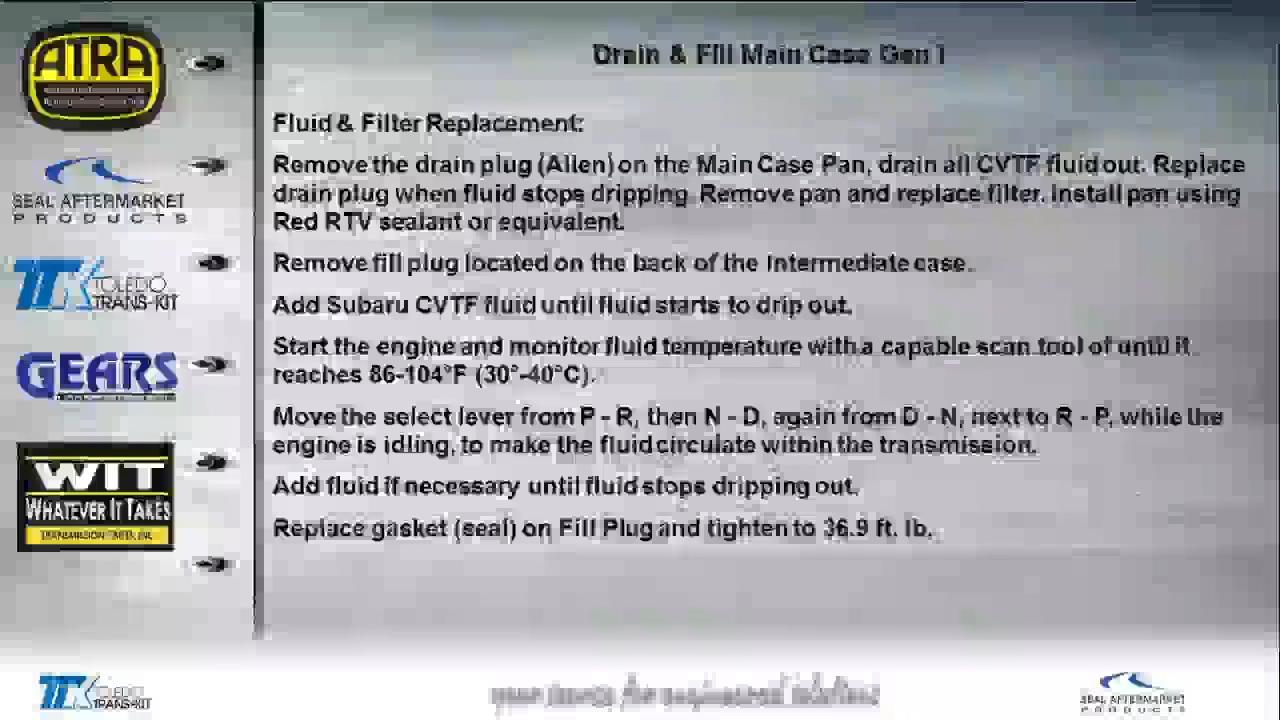 ATRA
SEAL AFTERMARKET
PRODUCTS
TTK TOLEDO
TRANS-KIT
GEARS
WIT
WHATEVER IT TAKES
Drain & Fill Main Case Gen I
Fluid & Filter Replacement:
Remove the drain plug (Allen) on the Main Case Pan, drain all CVTF fluid out. Replace
drain plug when fluid stops dripping. Remove pan and replace filter. Install pan using
Red RTV sealant or equivalent.
Remove fill plug located on the back of the Intermediate case.
Add Subaru CVTF fluid until fluid starts to drip out.
Start the engine and monitor fluid temperature with a capable scan tool of until it
reaches 86-104°F (30°-40°C).
Move the select lever from P - R, then N - D, again from D - N, next to R - P, while the
engine is idling, to make the fluid circulate within the transmission.
Add fluid if necessary until fluid stops dripping out.
Replace gasket (seal) on Fill Plug and tighten to 36.9 ft. lb.
TTK TOLEDO
TRANS-KIT
your source for engineered solutions
SEAL AFTERMARKET
PRODUCTS